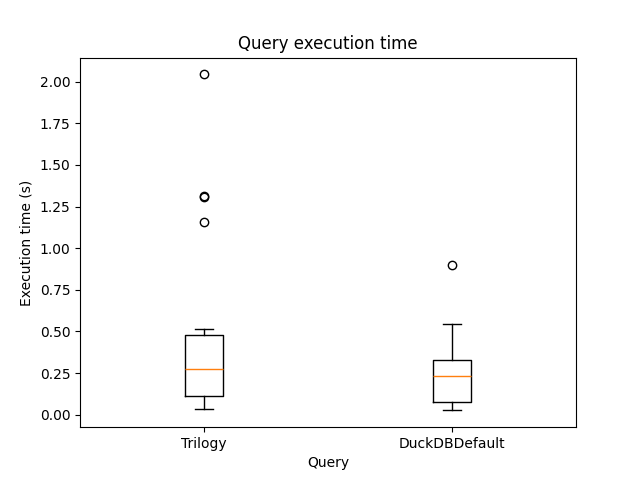 Query execution time
2.00
1.75
1.50
1.25
1.00
0.75
0.50
0.25
0.00
Execution time (s)
Trilogy
DuckDBDefault
Query